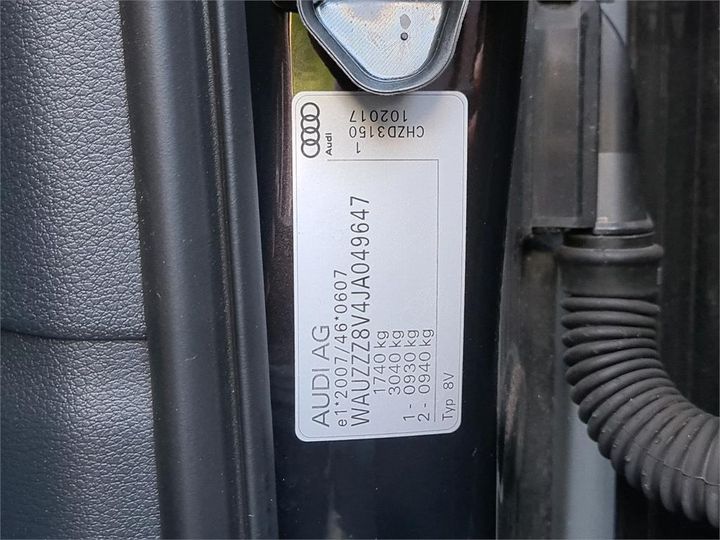 AUDI AG
e1*2007/46*0607
WAUZZZ8V4JA049647
1740 kg
3040 kg
1- 0930 kg
2- 0940 kg
Typ 8V
Audi
CHZD3150
102017
1